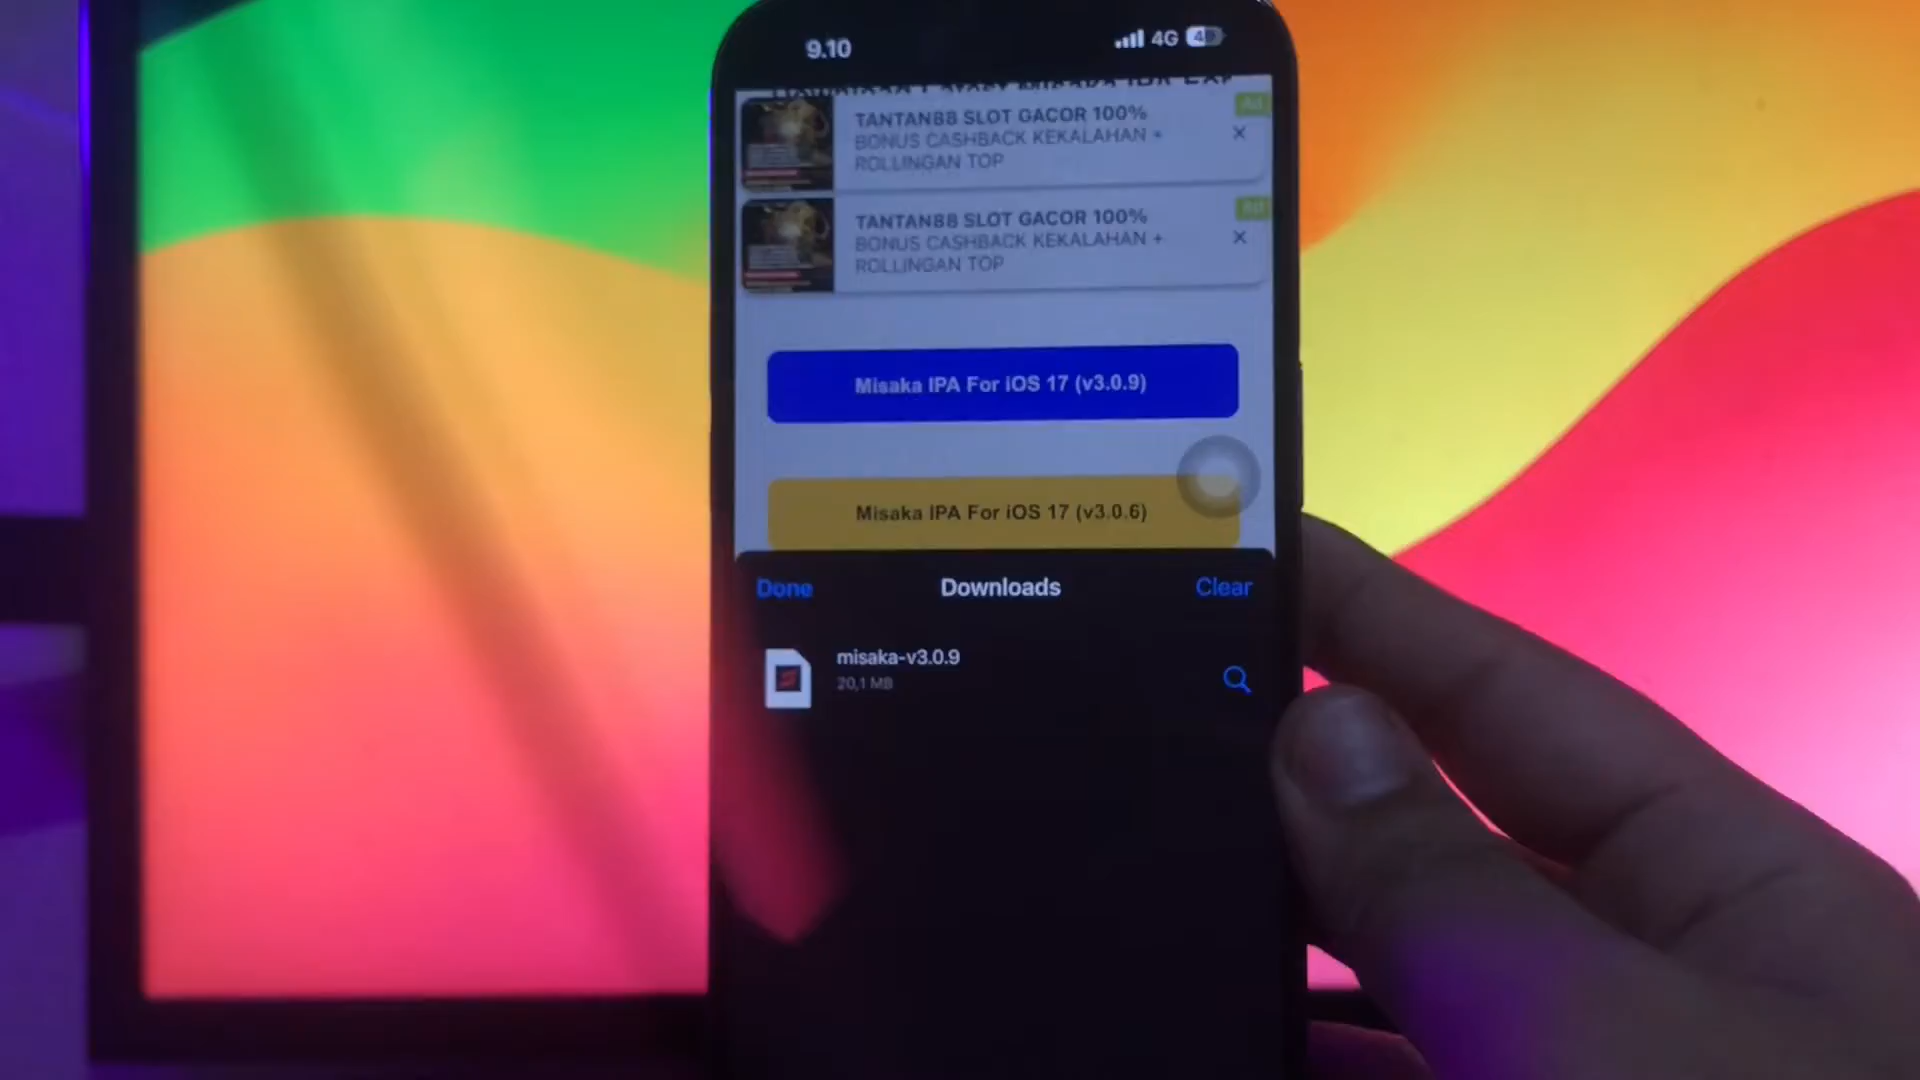 9.10
4G
TANTAN88 SLOT GACOR 100%
Ad
BONUS CASHBACK KEKALAHAN +
ROLLINGAN TOP
TANTAN88 SLOT GACOR 100%
Ad
BONUS CASHBACK KEKALAHAN +
ROLLINGAN TOP
Misaka IPA For iOS 17 (v3.0.9)
Misaka IPA For iOS 17 (v3.0.6)
Done
Downloads
Clear
misaka-v3.0.9
20,1 MB